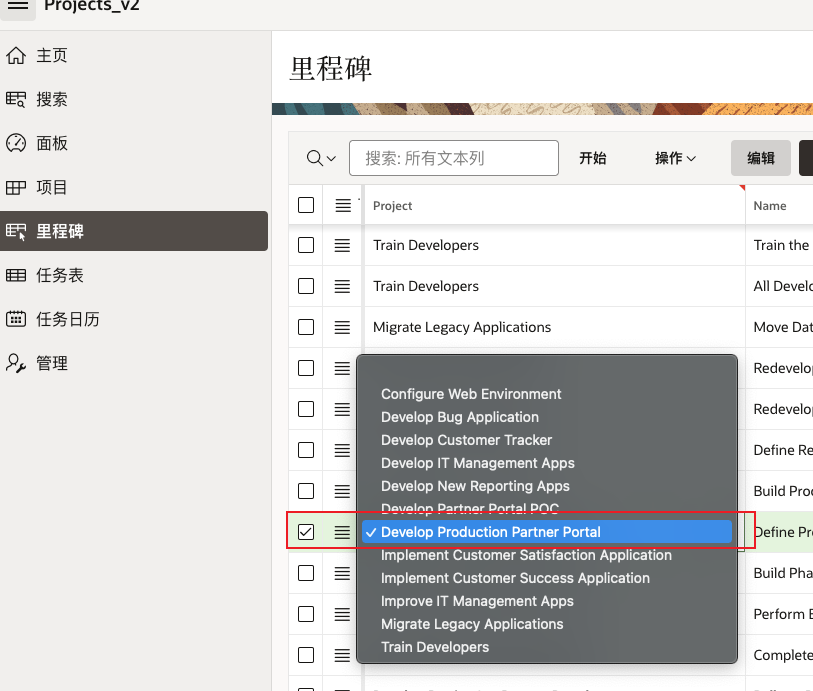 Projects_v2
主页
搜索
面板
项目
里程碑
任务表
任务日历
管理
里程碑
搜索: 所有文本列
开始
操作
编辑
Project
Name
Train Developers
Train the
Train Developers
All Develo
Migrate Legacy Applications
Move Dat
Redevelop
Redevelop
Define Re
Build Prod
Define Pr
Build Pha
Perform
Complete
Configure Web Environment
Develop Bug Application
Develop Customer Tracker
Develop IT Management Apps
Develop New Reporting Apps
Develop Partner Portal POC
Develop Production Partner Portal
Implement Customer Satisfaction Application
Implement Customer Success Application
Improve IT Management Apps
Migrate Legacy Applications
Train Developers